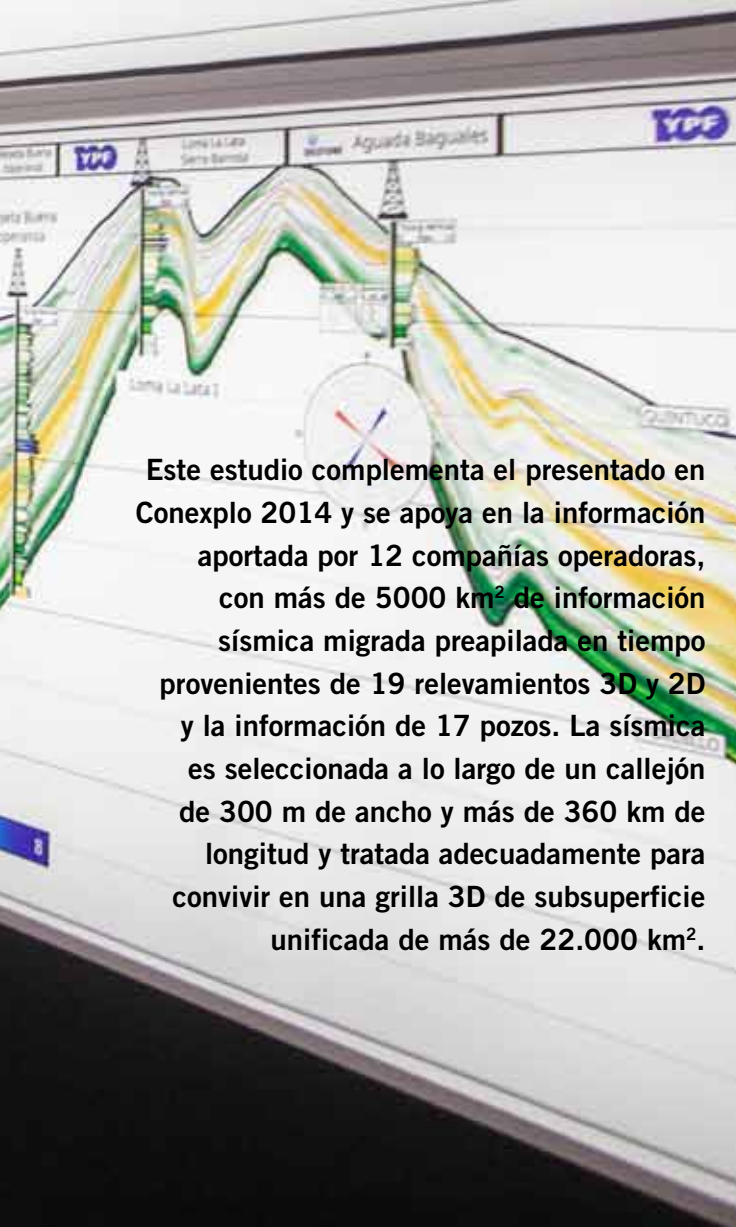 YPF
YPF
Loma La Lata
Sierra Barrosa
Aguada Baguales
Loma La Lata 1
QUINTUCO
Este estudio complementa el presentado en
Conexplo 2014 y se apoya en la información
aportada por 12 compañías operadoras,
con más de 5000 km² de información
sísmica migrada preapilada en tiempo
provenientes de 19 relevamientos 3D y 2D
y la información de 17 pozos. La sísmica
es seleccionada a lo largo de un callejón
de 300 m de ancho y más de 360 km de
longitud y tratada adecuadamente para
convivir en una grilla 3D de subsuperficie
unificada de más de 22.000 km².
8